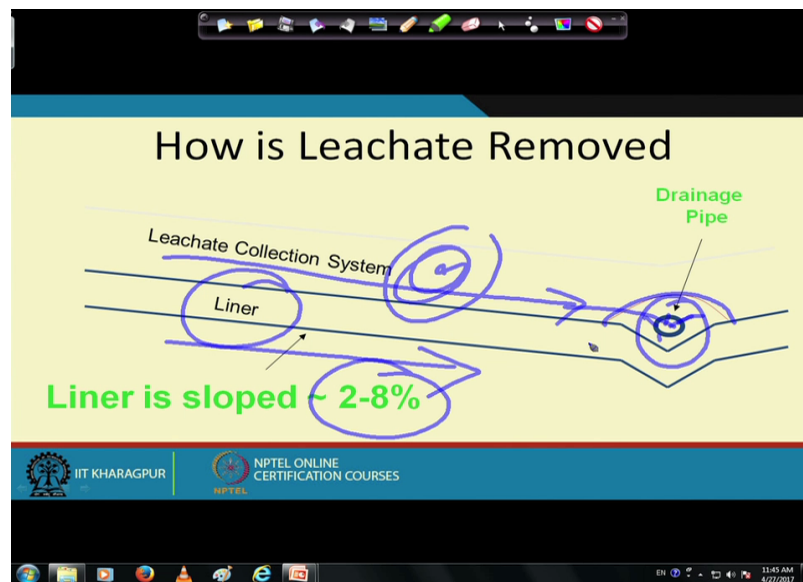 How is Leachate Removed
Drainage
Pipe
Leachate Collection System
Liner
Liner is sloped ~ 2-8%
IIT KHARAGPUR
NPTEL
NPTEL ONLINE
CERTIFICATION COURSES
EN
11:45 AM
4/27/2017